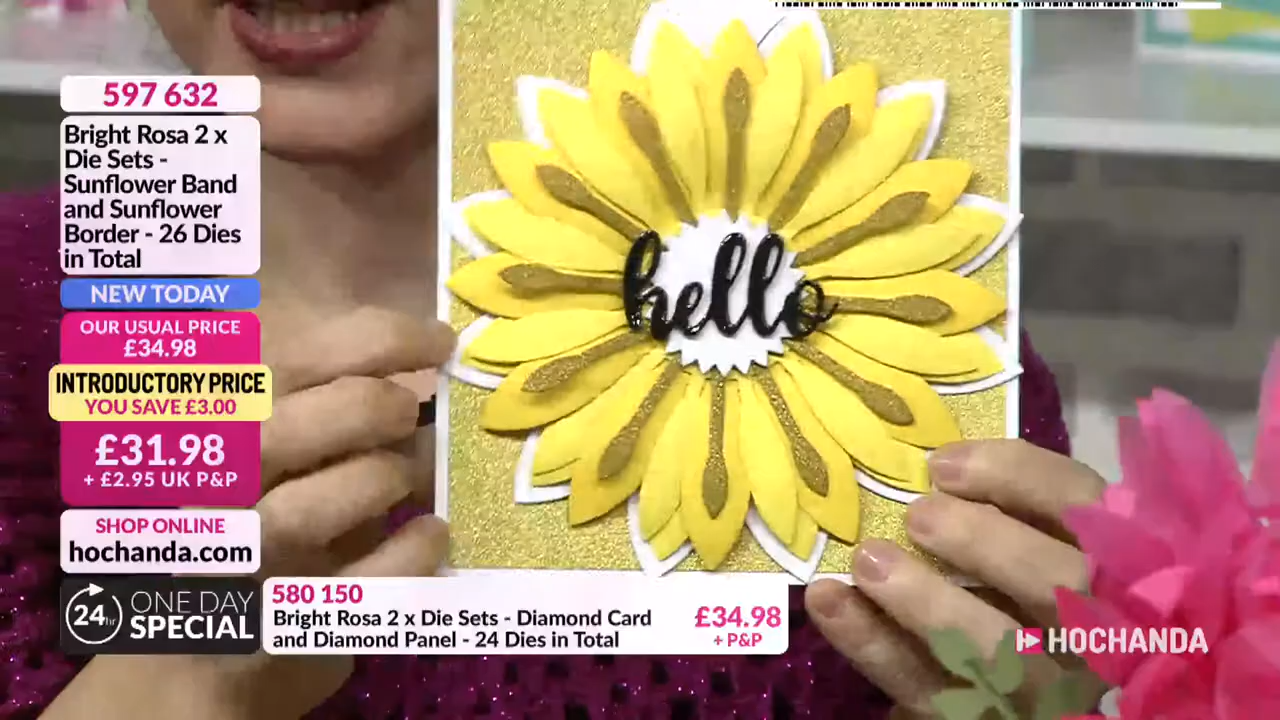 597 632
Bright Rosa 2 x
Die Sets -
Sunflower Band
and Sunflower
Border - 26 Dies
in Total
NEW TODAY
OUR USUAL PRICE
£34.98
INTRODUCTORY PRICE
YOU SAVE £3.00
£31.98
+ £2.95 UK P&P
SHOP ONLINE
hochanda.com
24hr
ONE DAY
SPECIAL
580 150
Bright Rosa 2 x Die Sets - Diamond Card
and Diamond Panel - 24 Dies in Total
£34.98
+ P&P
hello
HOCHANDA